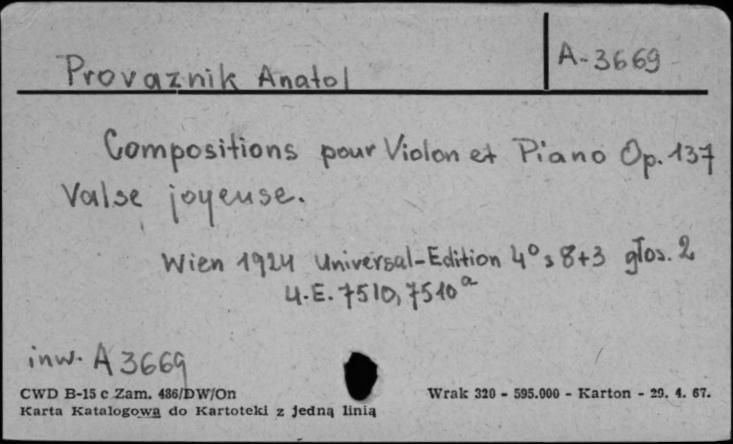 Provaznik Anatol
A-3669
Compositions pour Violon et Piano Op. 137
Valse joyeuse.
Wien 1924 Universal-Edition 4° s 8+3 głos. 2
U.E. 7510, 7510a
inw. A 3669
CWD B-15 c Zam. 486/DW/On
Wrak 320 - 595.000 - Karton - 29. 4. 67.
Karta Katalogowa do Kartoteki z jedną linią